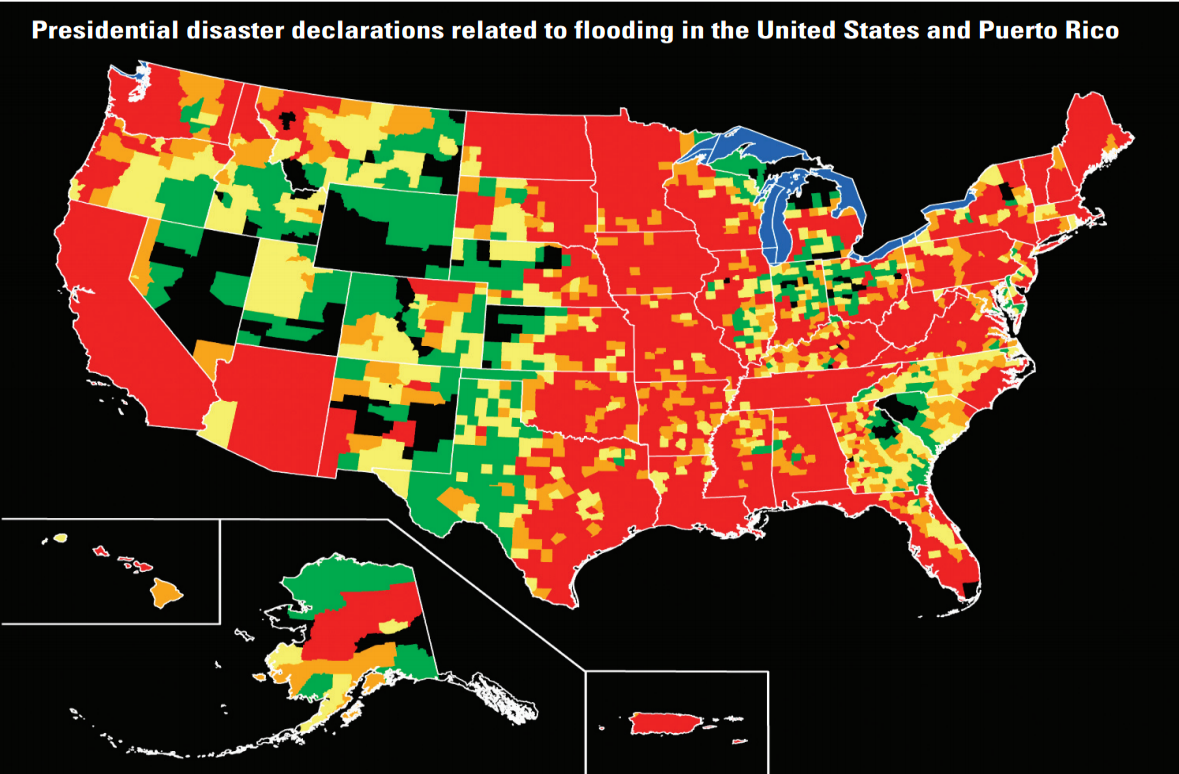 Presidential disaster declarations related to flooding in the United States and Puerto Rico